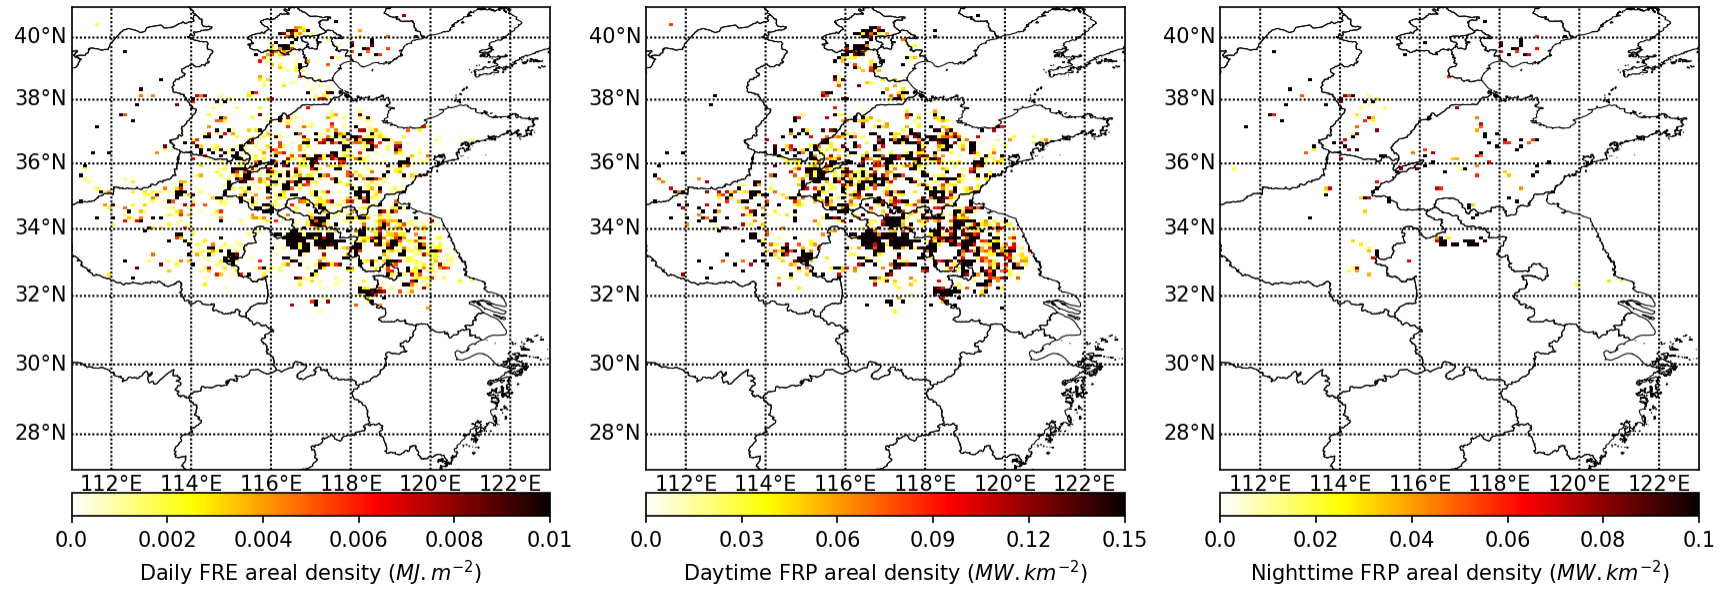 40°N
38°N
36°N
34°N
32°N
30°N
28°N
112°E 114°E 116°E 118°E 120°E 122°E
0.0 0.002 0.004 0.006 0.008 0.01
Daily FRE areal density (MJ.m⁻²)
40°N
38°N
36°N
34°N
32°N
30°N
28°N
112°E 114°E 116°E 118°E 120°E 122°E
0.0 0.03 0.06 0.09 0.12 0.15
Daytime FRP areal density (MW.km⁻²)
40°N
38°N
36°N
34°N
32°N
30°N
28°N
112°E 114°E 116°E 118°E 120°E 122°E
0.0 0.02 0.04 0.06 0.08 0.1
Nighttime FRP areal density (MW.km⁻²)